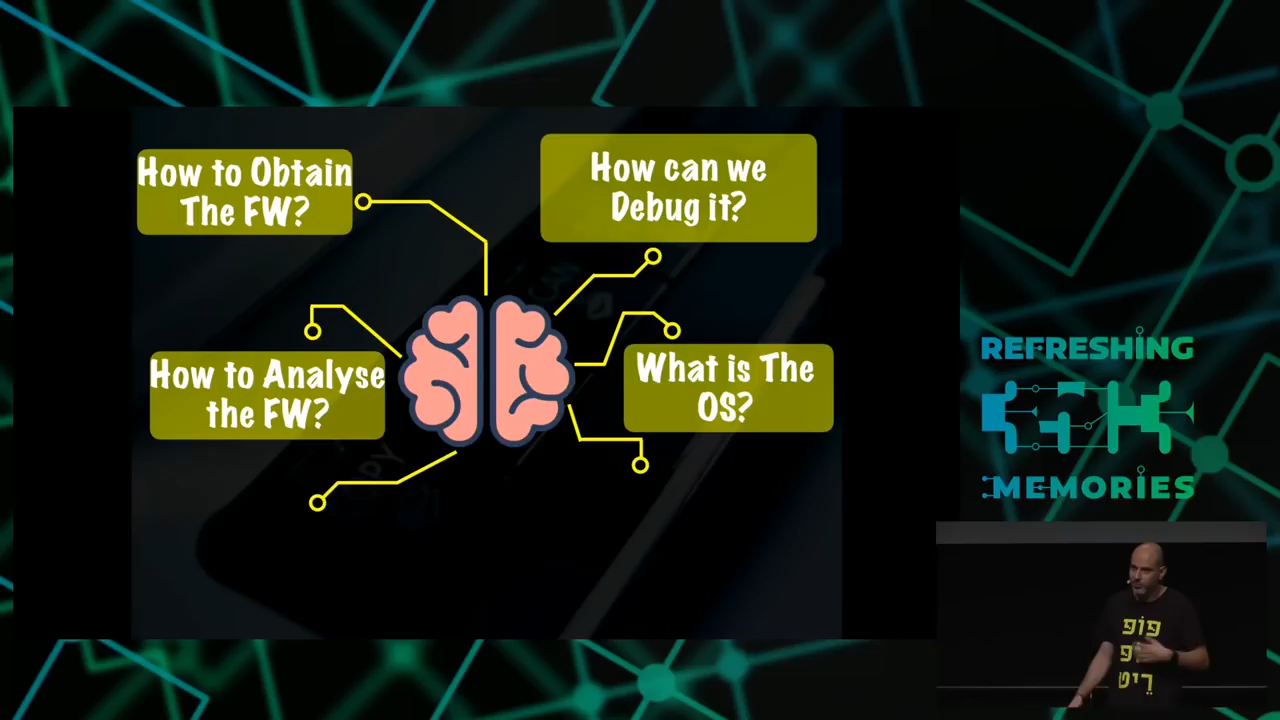 How to Obtain
The FW?
How can we
Debug it?
How to Analyse
the FW?
What is The
OS?
REFRESHING
MEMORIES
פּוֹפּ
רֵיט